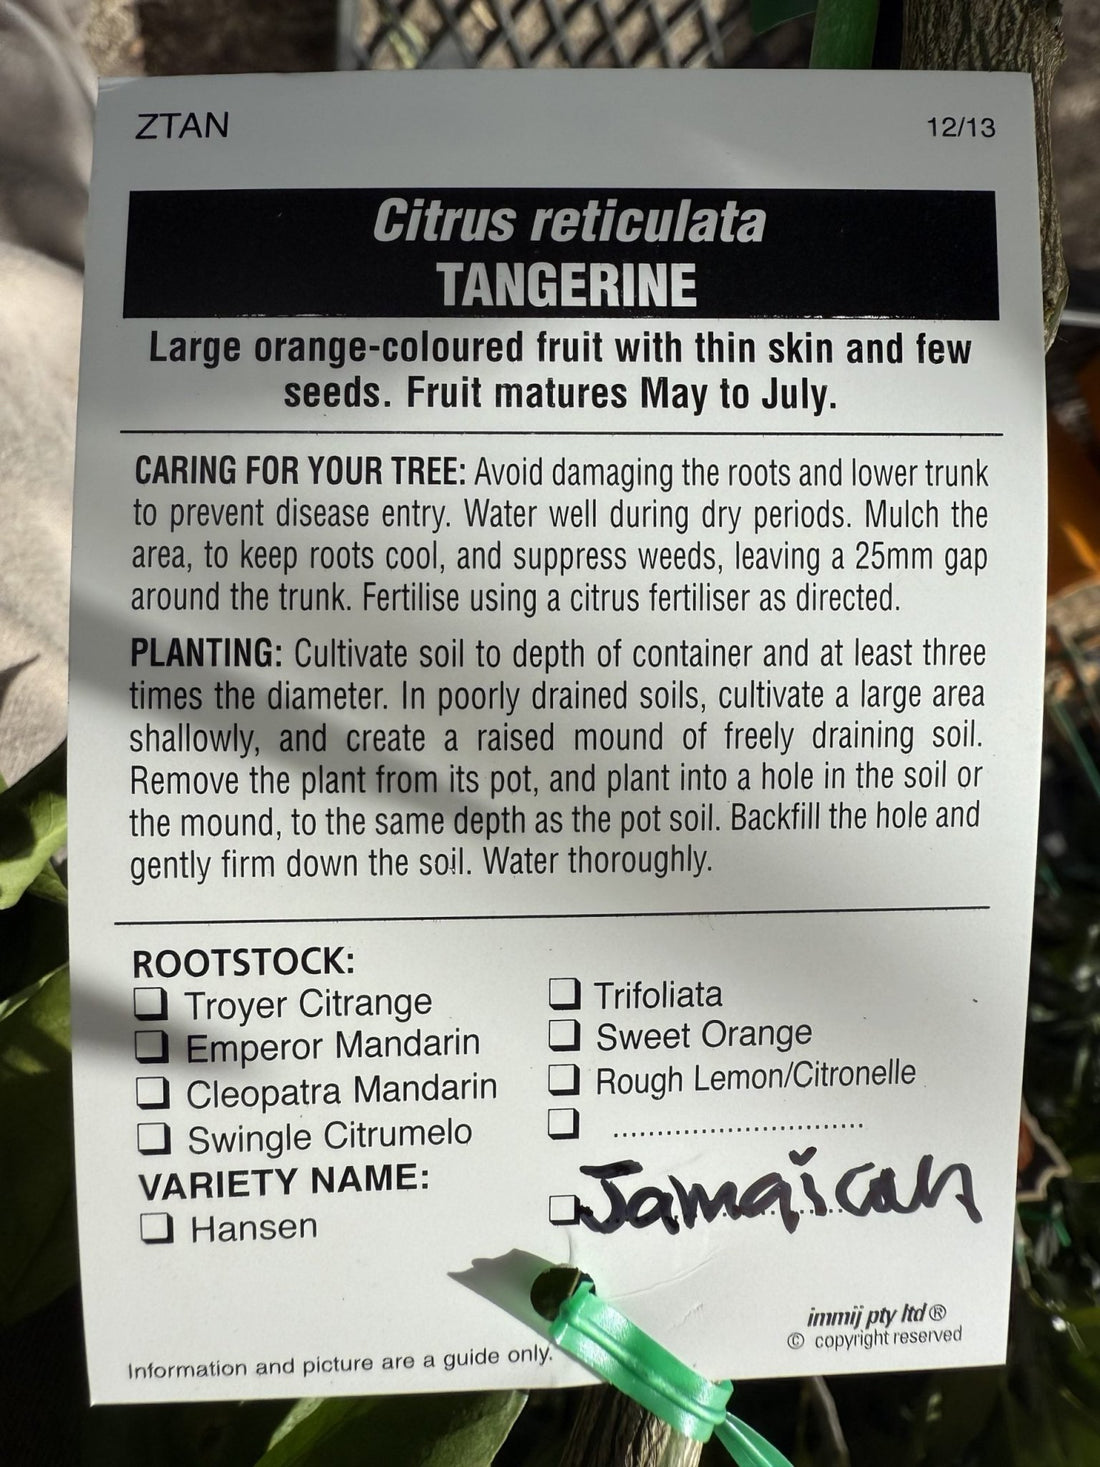 ZTAN 12/13
Citrus reticulata
TANGERINE
Large orange-coloured fruit with thin skin and few
seeds. Fruit matures May to July.
CARING FOR YOUR TREE: Avoid damaging the roots and lower trunk
to prevent disease entry. Water well during dry periods. Mulch the
area, to keep roots cool, and suppress weeds, leaving a 25mm gap
around the trunk. Fertilise using a citrus fertiliser as directed.
PLANTING: Cultivate soil to depth of container and at least three
times the diameter. In poorly drained soils, cultivate a large area
shallowly, and create a raised mound of freely draining soil.
Remove the plant from its pot, and plant into a hole in the soil or
the mound, to the same depth as the pot soil. Backfill the hole and
gently firm down the soil. Water thoroughly.
ROOTSTOCK:
❑ Troyer Citrange
❑ Emperor Mandarin
❑ Cleopatra Mandarin
❑ Swingle Citrumelo
❑ Trifoliata
❑ Sweet Orange
❑ Rough Lemon/Citronelle
❑ ............................
VARIETY NAME:
❑ Hansen
❑ Jamaican
immij pty ltd ®
© copyright reserved
Information and picture are a guide only.